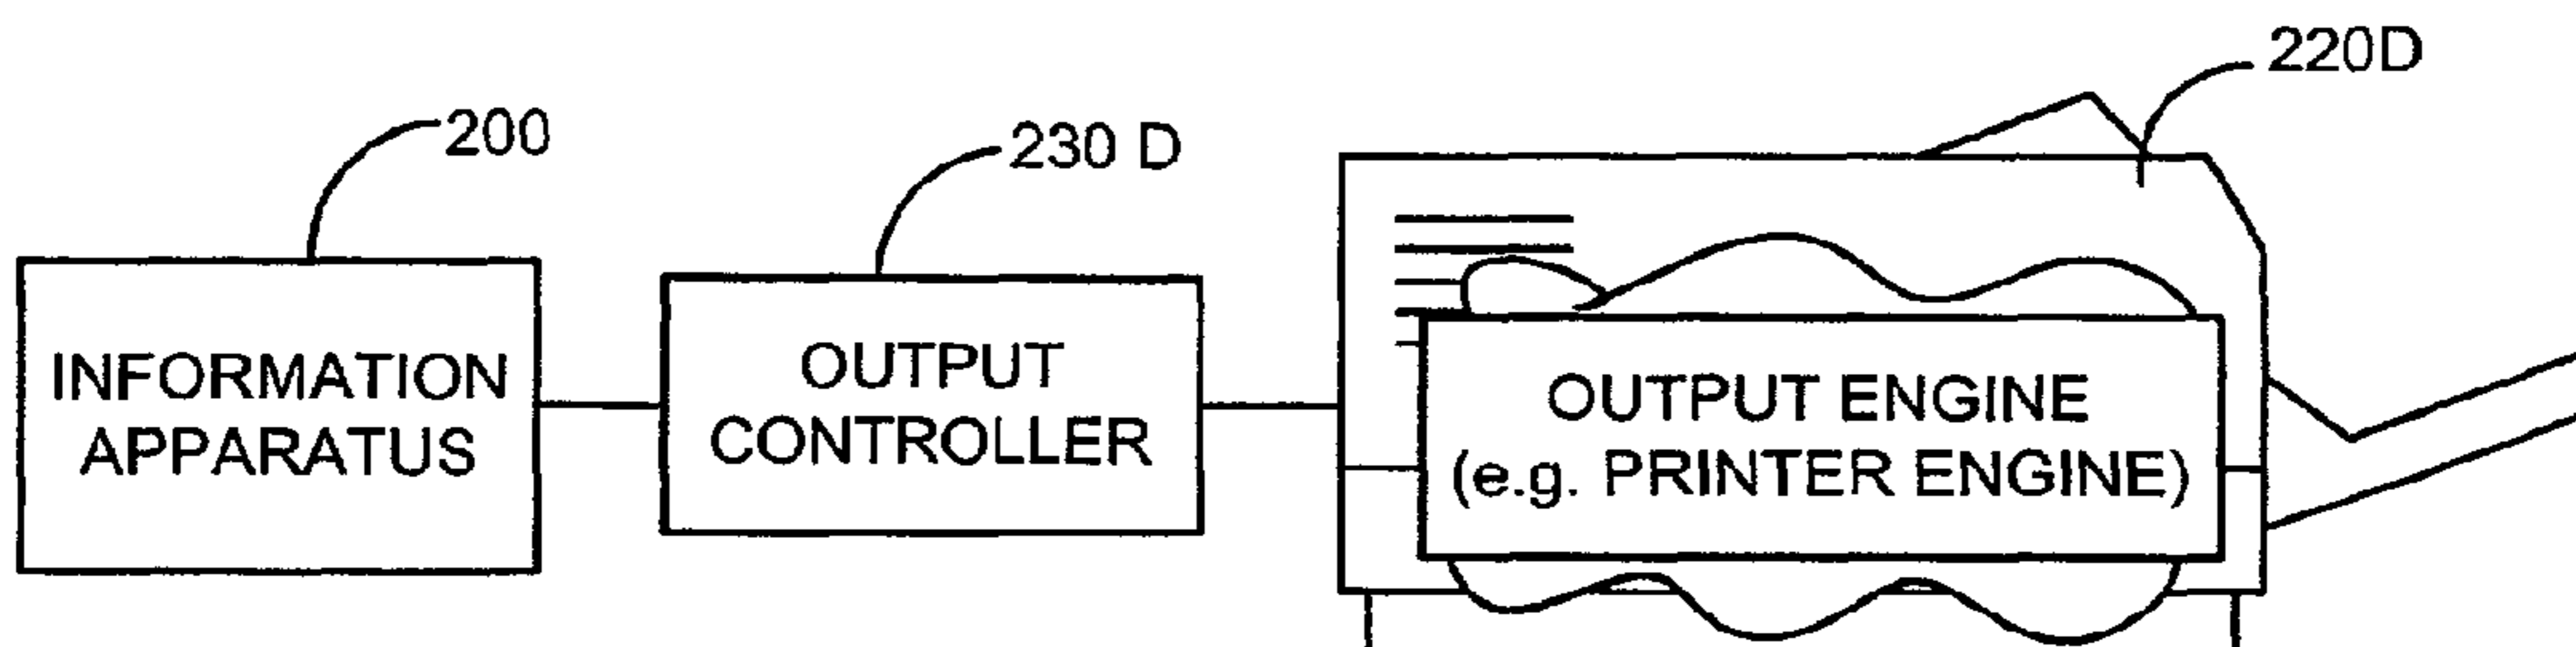 220D
200
230 D
INFORMATION
APPARATUS
OUTPUT
CONTROLLER
OUTPUT ENGINE
(e.g. PRINTER ENGINE)